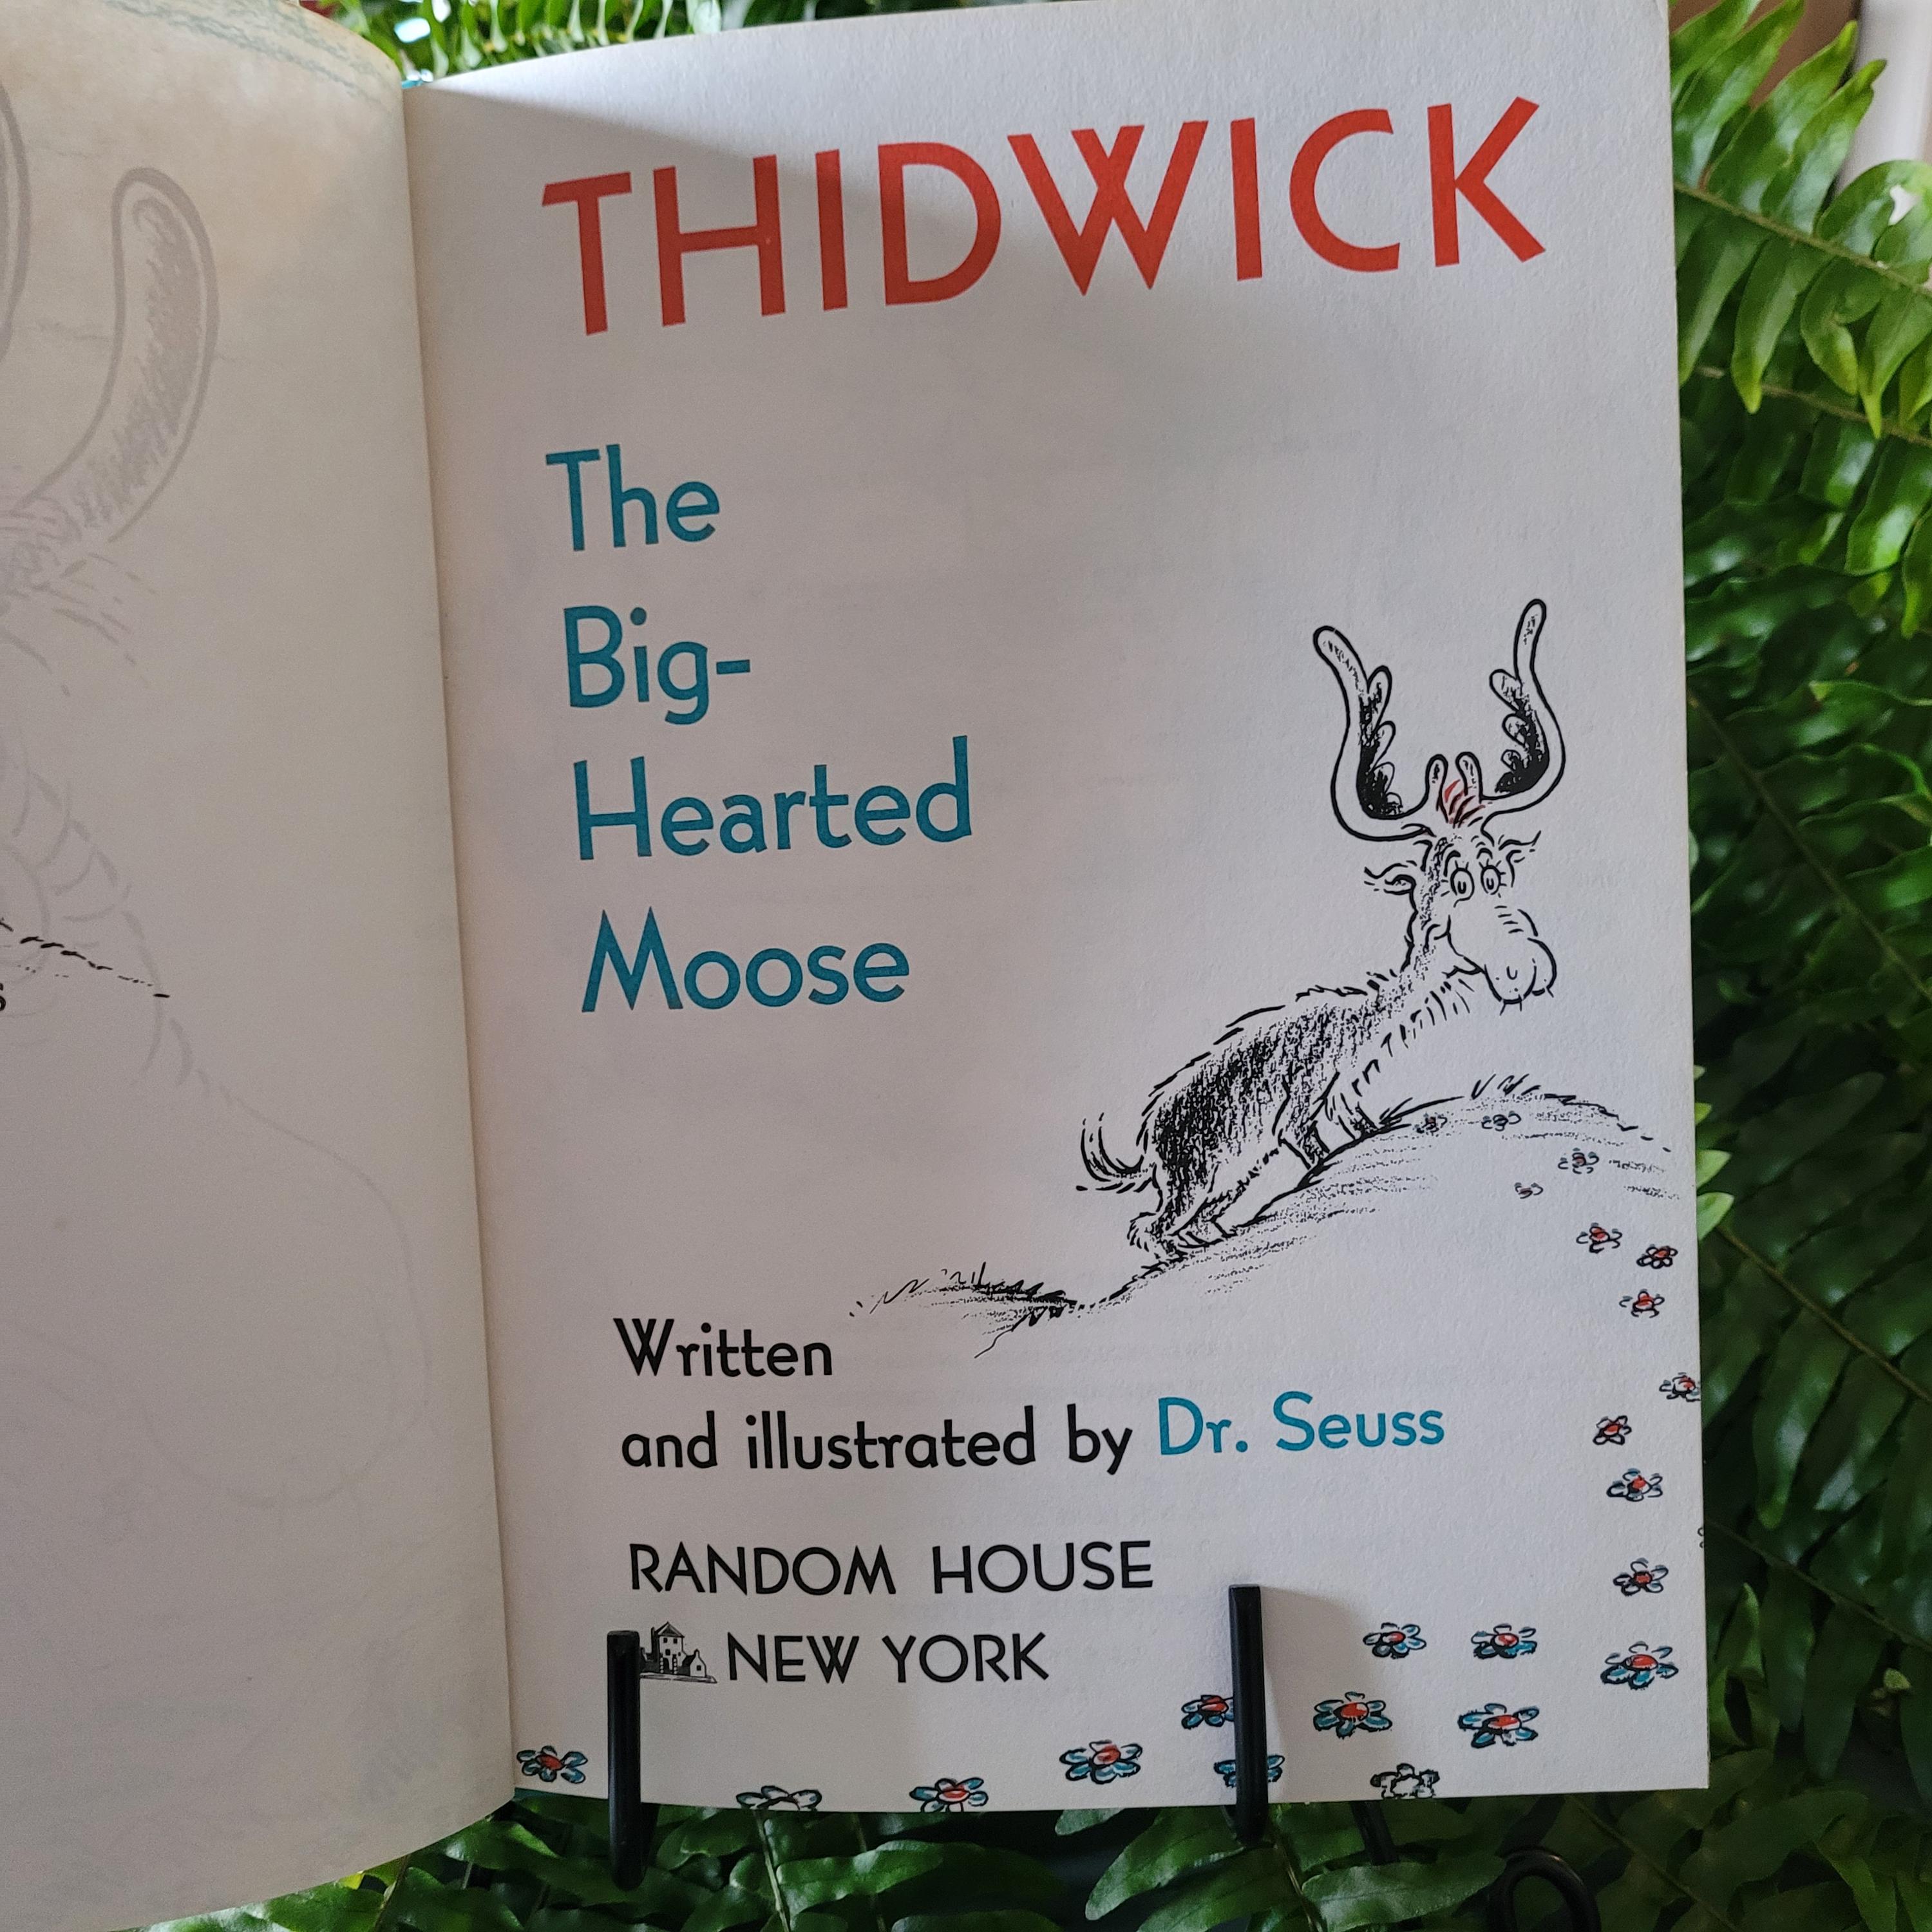 THIDWICK
The
Big-
Hearted
Moose
Written
and illustrated by Dr. Seuss
RANDOM HOUSE
NEW YORK